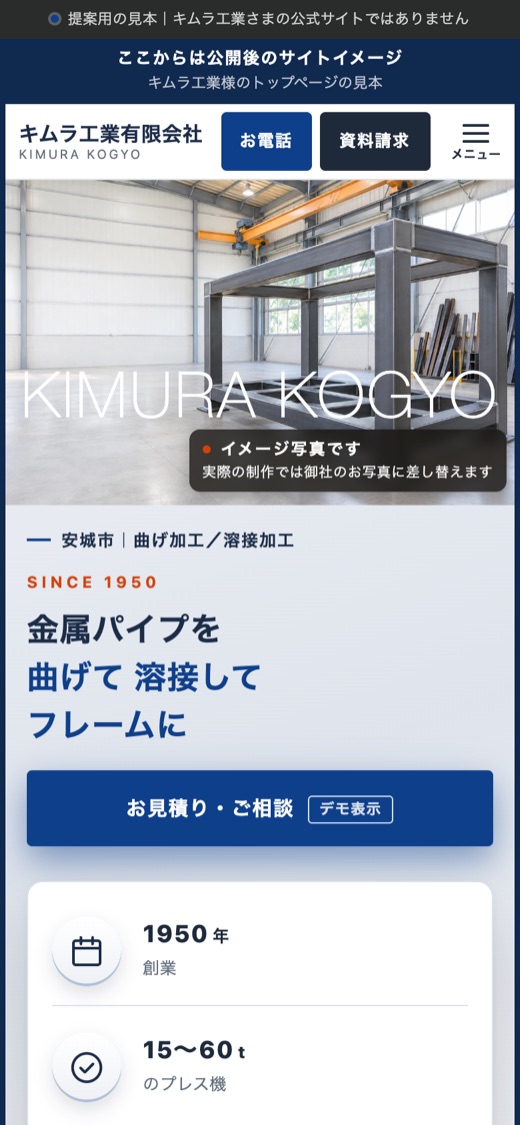 提案用の見本｜キムラ工業さまの公式サイトではありません
ここからは公開後のサイトイメージ
キムラ工業様のトップページの見本
キムラ工業有限会社
KIMURA KOGYO
お電話
資料請求
メニュー
KIMURA KOGYO
イメージ写真です
実際の制作では御社のお写真に差し替えます
安城市｜曲げ加工／溶接加工
SINCE 1950
金属パイプを
曲げて 溶接して
フレームに
お見積り・ご相談 デモ表示
1950 年
創業
15〜60 t
のプレス機